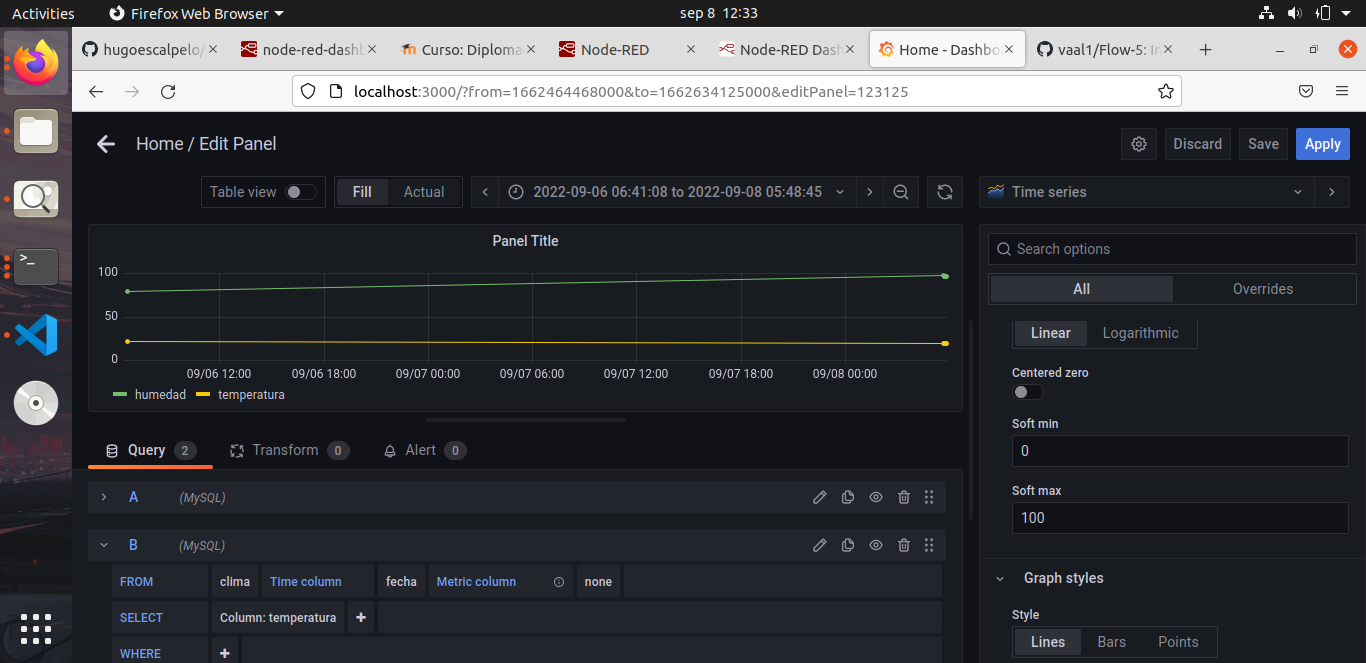 Activities Firefox Web Browser sep 8 12:33
hugoescalpelo/ node-red-dashb Curso: Diploma Node-RED Node-RED Das Home - Dashbo vaal1/Flow-5: In
localhost:3000/?from=1662464468000&to=1662634125000&editPanel=123125
Home / Edit Panel Discard Save Apply
Table view Fill Actual 2022-09-06 06:41:08 to 2022-09-08 05:48:45 Time series
Panel Title
Search options
100
All Overrides
50
Linear Logarithmic
0
Centered zero
09/06 12:00 09/06 18:00 09/07 00:00 09/07 06:00 09/07 12:00 09/07 18:00 09/08 00:00
humedad temperatura
Soft min
0
Query 2 Transform 0 Alert 0
Soft max
A (MySQL)
100
B (MySQL)
FROM clima Time column fecha Metric column none
Graph styles
SELECT Column: temperatura +
Style
Lines Bars Points
WHERE +